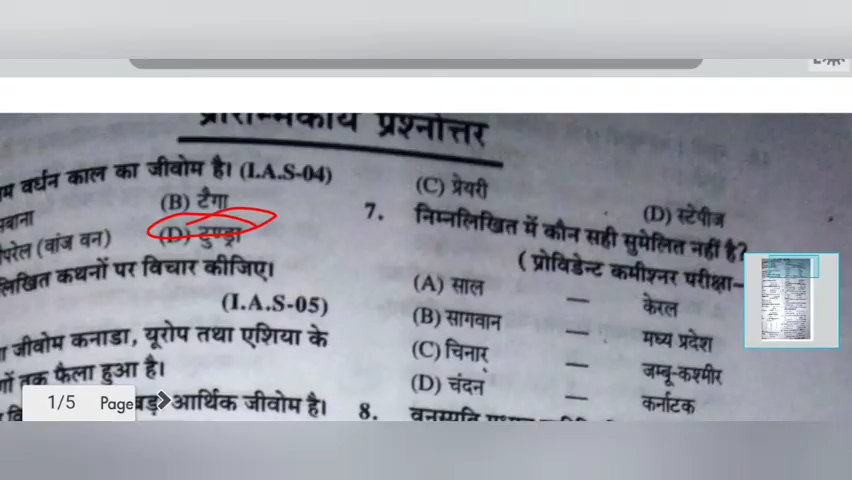 प्रारम्भिकीय प्रश्नोत्तर
वर्धन काल का जीवोम है। (I.A.S-04)
(B) टैगा
(वांज वन)
(D) टुण्ड्रा
कथनों पर विचार कीजिए।
(I.A.S-05)
जीवोम कनाडा, यूरोप तथा एशिया के
तक फैला हुआ है।
आर्थिक जीवोम है।
(C) प्रेयरी
(D) स्टेपीज
7. निम्नलिखित में कौन सही सुमेलित नहीं है?
(प्रोविडेन्ट कमीश्नर परीक्षा-
(A) साल — केरल
(B) सागवान — मध्य प्रदेश
(C) चिनार — जम्बू-कश्मीर
(D) चंदन — कर्नाटक
8.
1/5 Page